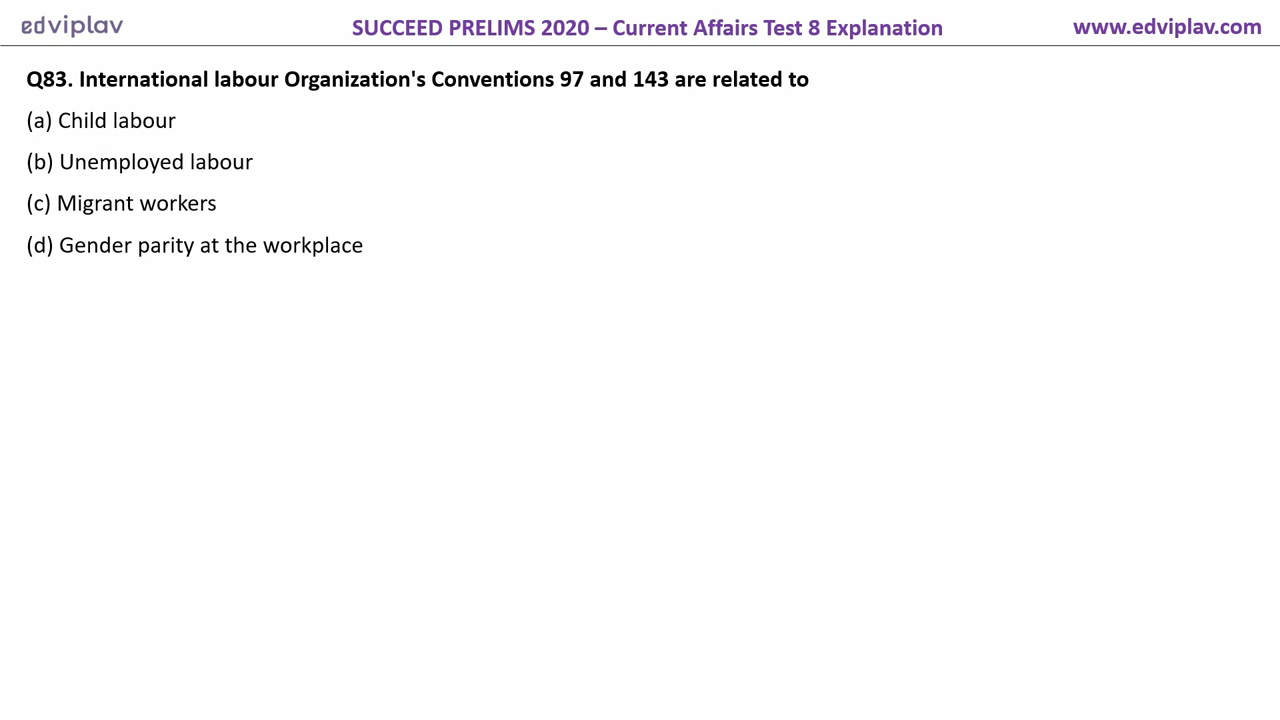 edviplav
SUCCEED PRELIMS 2020 – Current Affairs Test 8 Explanation
www.edviplav.com
Q83. International labour Organization's Conventions 97 and 143 are related to
(a) Child labour
(b) Unemployed labour
(c) Migrant workers
(d) Gender parity at the workplace